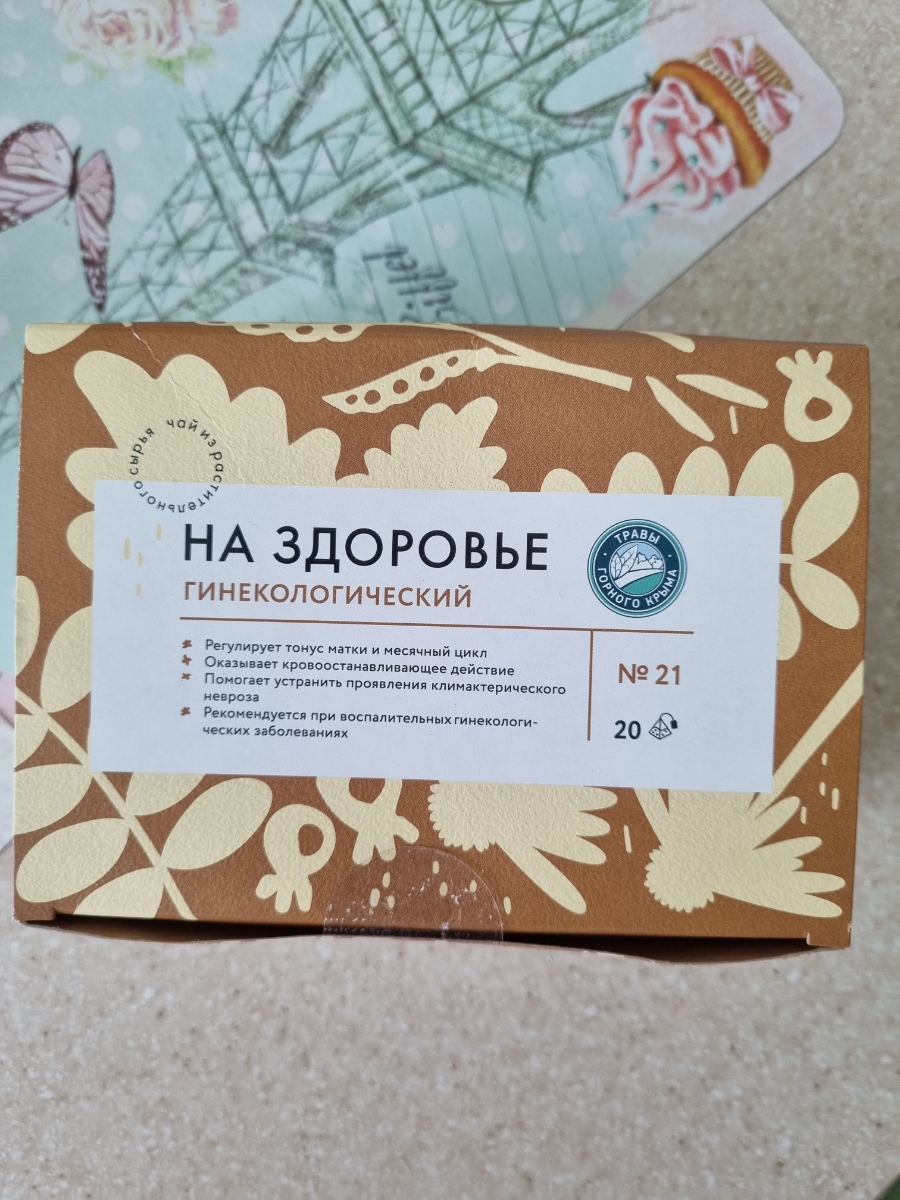 Eiffel
чай из растительного сырья
НА ЗДОРОВЬЕ
ГИНЕКОЛОГИЧЕСКИЙ
ТРАВЫ
ГОРНОГО КРЫМА
Регулирует тонус матки и месячный цикл
Оказывает кровоостанавливающее действие
Помогает устранить проявления климактерического
невроза
Рекомендуется при воспалительных гинекологи-
ческих заболеваниях
№ 21
20